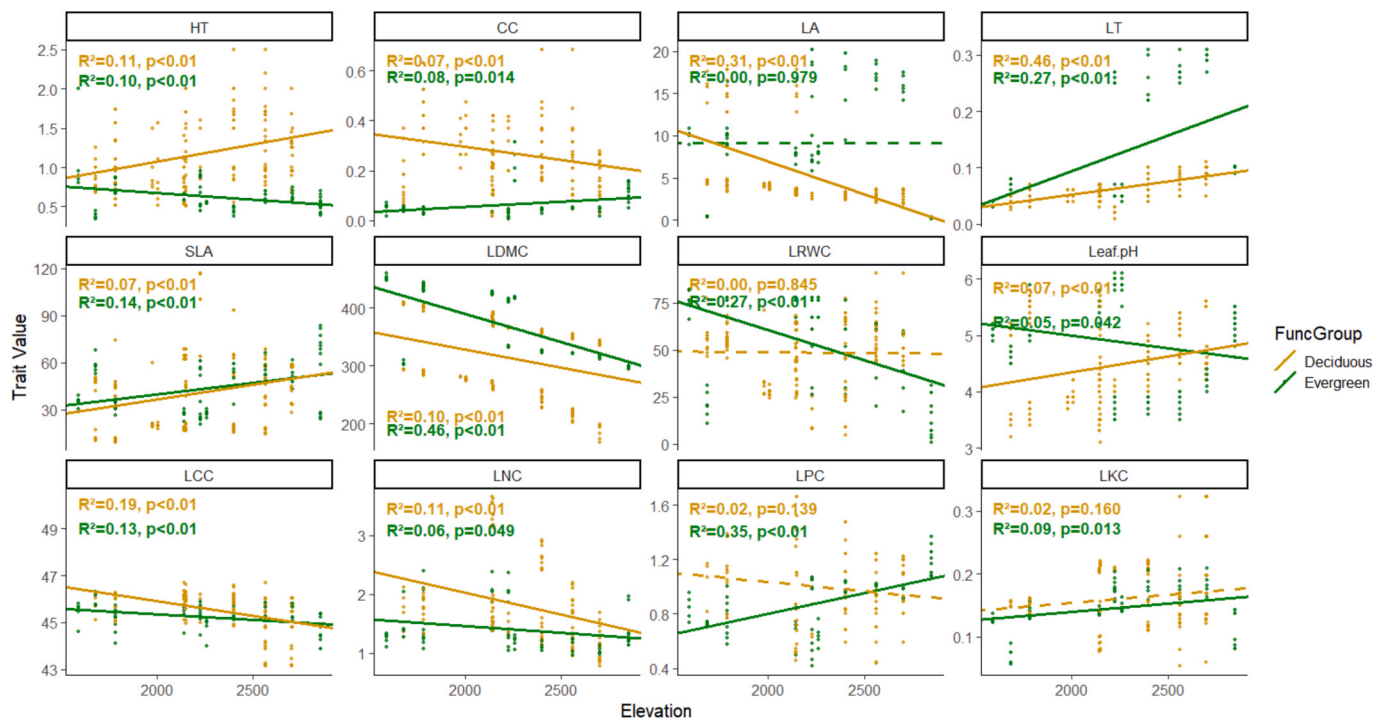 HT
CC
LA
LT
2.5
2.0
1.5
1.0
0.5
R²=0.11, p<0.01
R²=0.10, p<0.01
0.6
0.4
0.2
0.0
R²=0.07, p<0.01
R²=0.08, p=0.014
20
15
10
5
0
R²=0.31, p<0.01
R²=0.00, p=0.979
0.3
0.2
0.1
0.0
R²=0.46, p<0.01
R²=0.27, p<0.01
Trait Value
SLA
LDMC
LRWC
Leaf.pH
120
90
60
30
R²=0.07, p<0.01
R²=0.14, p<0.01
400
300
200
R²=0.10, p<0.01
R²=0.46, p<0.01
75
50
25
0
R²=0.00, p=0.845
R²=0.27, p<0.01
6
5
4
3
R²=0.07, p<0.01
R²=0.05, p=0.042
FuncGroup
Deciduous
Evergreen
LCC
LNC
LPC
LKC
49
47
45
43
R²=0.19, p<0.01
R²=0.13, p<0.01
3
2
1
R²=0.11, p<0.01
R²=0.06, p=0.049
1.6
1.2
0.8
0.4
R²=0.02, p=0.139
R²=0.35, p<0.01
0.3
0.2
0.1
R²=0.02, p=0.160
R²=0.09, p=0.013
2000 2500
2000 2500
2000 2500
2000 2500
Elevation